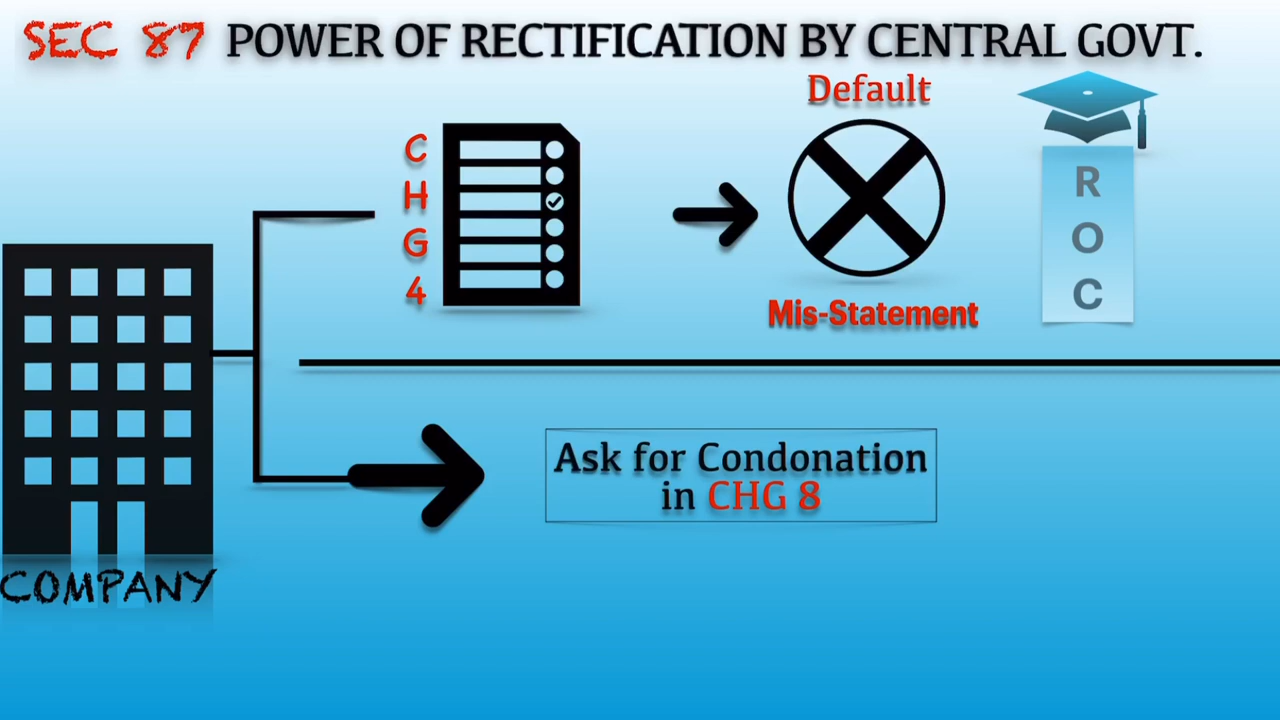 SEC 87 POWER OF RECTIFICATION BY CENTRAL GOVT.
Default
C
H
G
4
Mis-Statement
R
O
C
Ask for Condonation
in CHG 8
COMPANY